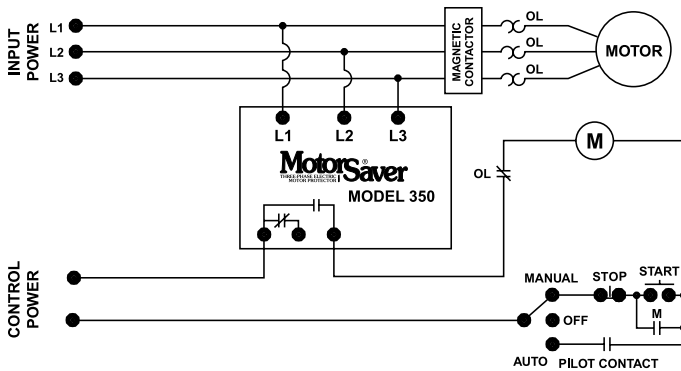 INPUT
POWER
L1
L2
L3
MAGNETIC
CONTACTOR
OL
OL
OL
MOTOR
L1
L2
L3
MotorSaver®
THREE-PHASE ELECTRIC
MOTOR PROTECTOR
MODEL 350
OL
M
CONTROL
POWER
MANUAL
STOP
START
M
OFF
AUTO
PILOT CONTACT